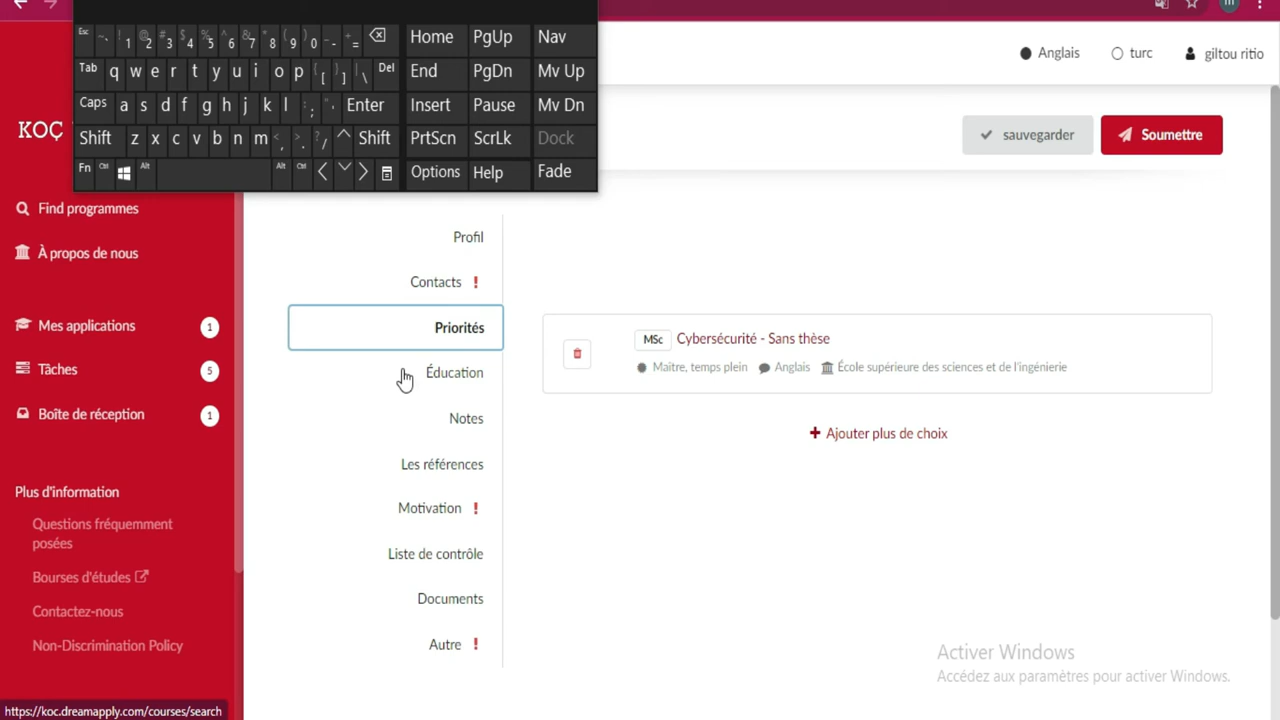 Esc ~ ` ! 1 @ 2 # 3 $ 4 % 5 ^ 6 & 7 * 8 ( 9 ) 0 _ - + = Home PgUp Nav
Tab q w e r t y u i o p { [ } ] | \ Del End PgDn Mv Up
Caps a s d f g h j k l : ; " ' Enter Insert Pause Mv Dn
Shift z x c v b n m < , > . ? / Shift PrtScn ScrLk Dock
Fn Ctrl Alt Alt Ctrl Options Help Fade
Anglais
turc
giltou ritio
KOÇ
sauvegarder
Soumettre
Find programmes
À propos de nous
Mes applications 1
Tâches 5
Boîte de réception 1
Plus d'information
Questions fréquemment
posées
Bourses d'études
Contactez-nous
Non-Discrimination Policy
https://koc.dreamapply.com/courses/search
Profil
Contacts !
Priorités
Éducation
Notes
Les références
Motivation !
Liste de contrôle
Documents
Autre !
MSc Cybersécurité - Sans thèse
Maître, temps plein Anglais École supérieure des sciences et de l'ingénierie
+ Ajouter plus de choix
Activer Windows
Accédez aux paramètres pour activer Windows.